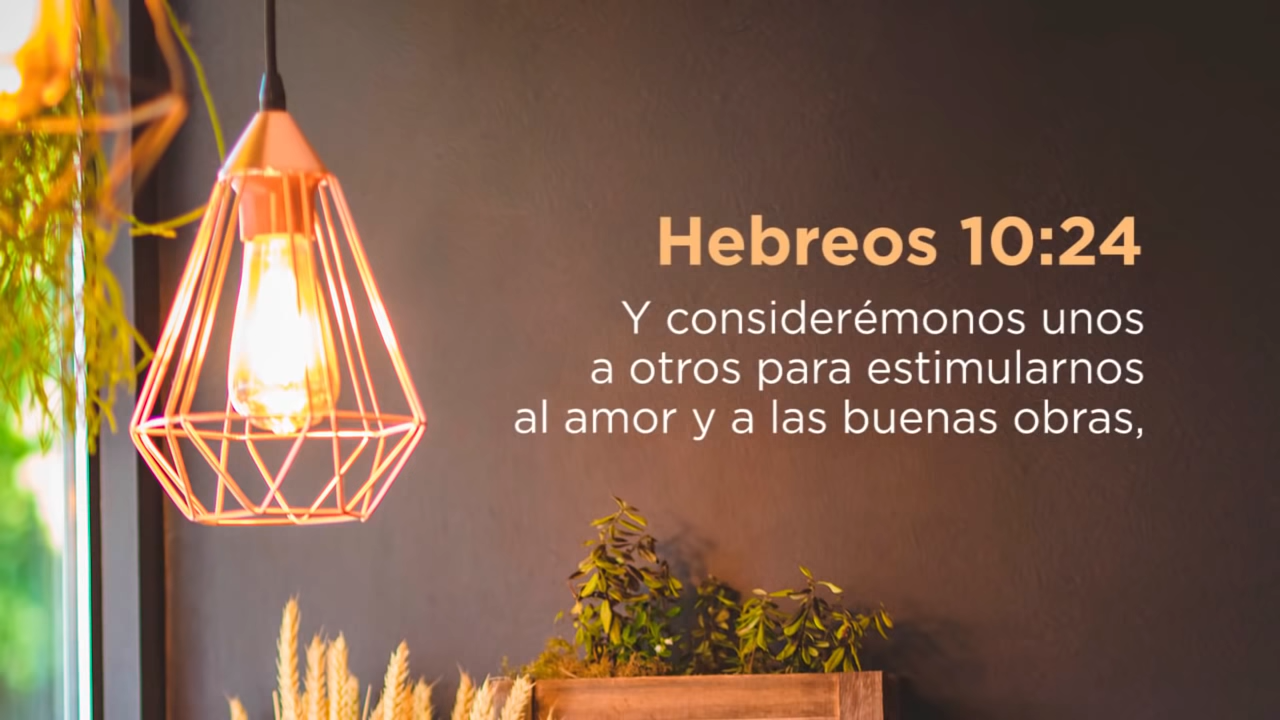 Hebreos 10:24
Y considerémonos unos
a otros para estimularnos
al amor y a las buenas obras,